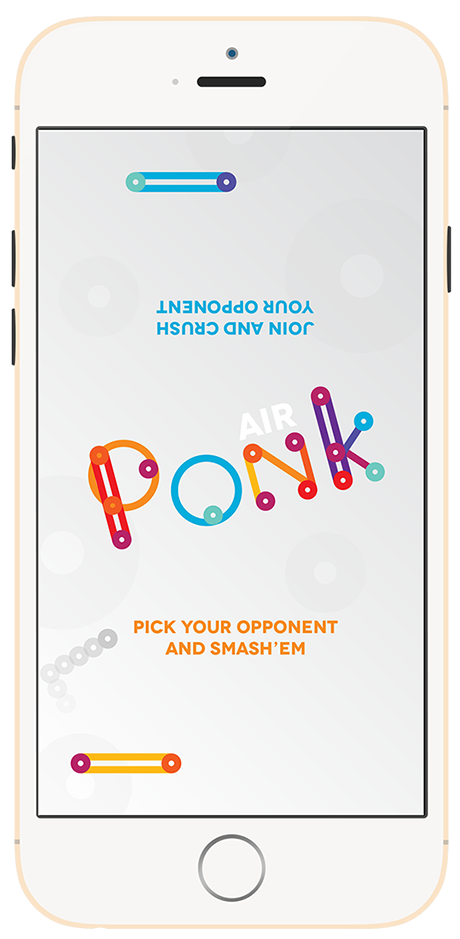 JOIN AND CRUSH
YOUR OPPONENT
AIR
Ponk
PICK YOUR OPPONENT
AND SMASH'EM